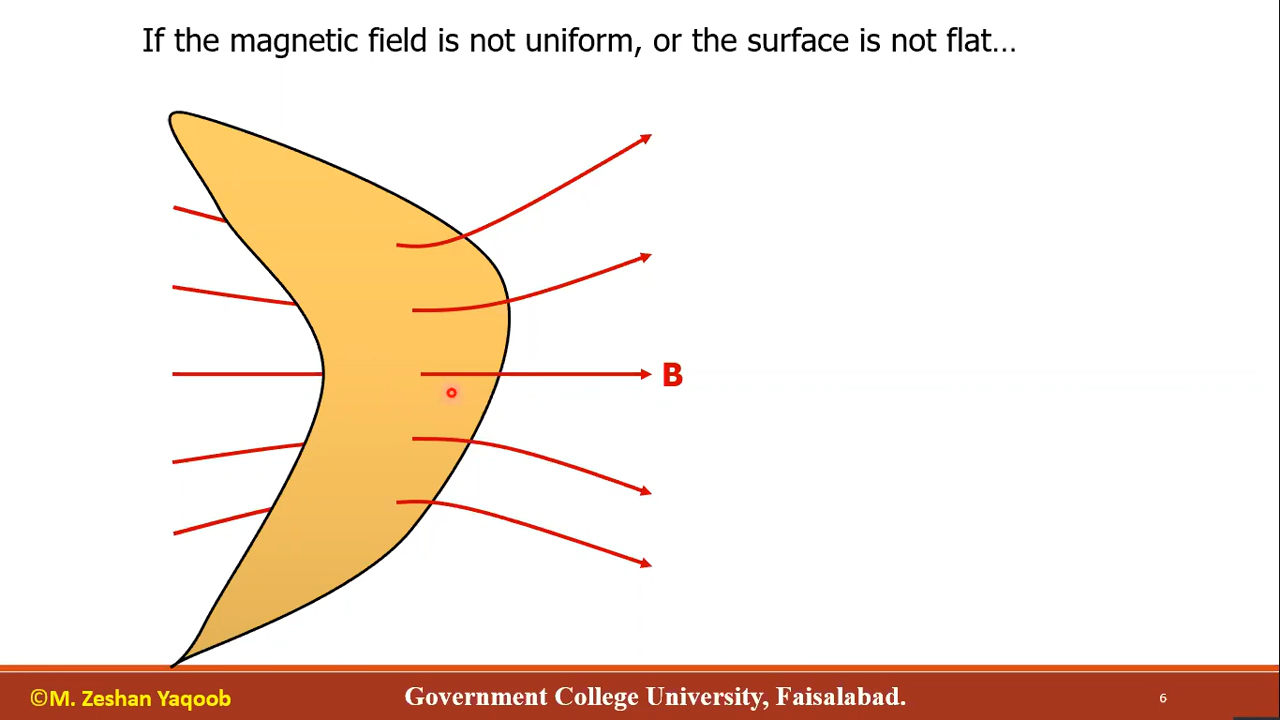 If the magnetic field is not uniform, or the surface is not flat…
B
©M. Zeshan Yaqoob
Government College University, Faisalabad.
6